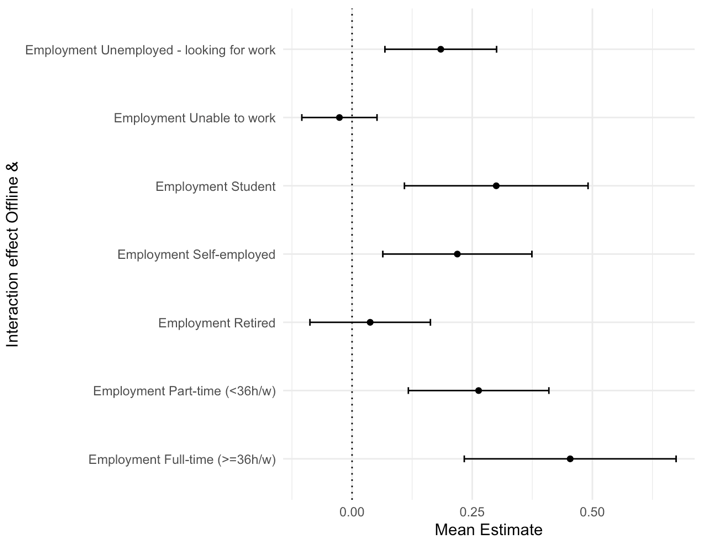 Interaction effect Offline &
Employment Unemployed - looking for work
Employment Unable to work
Employment Student
Employment Self-employed
Employment Retired
Employment Part-time (<36h/w)
Employment Full-time (>=36h/w)
0.00 0.25 0.50
Mean Estimate